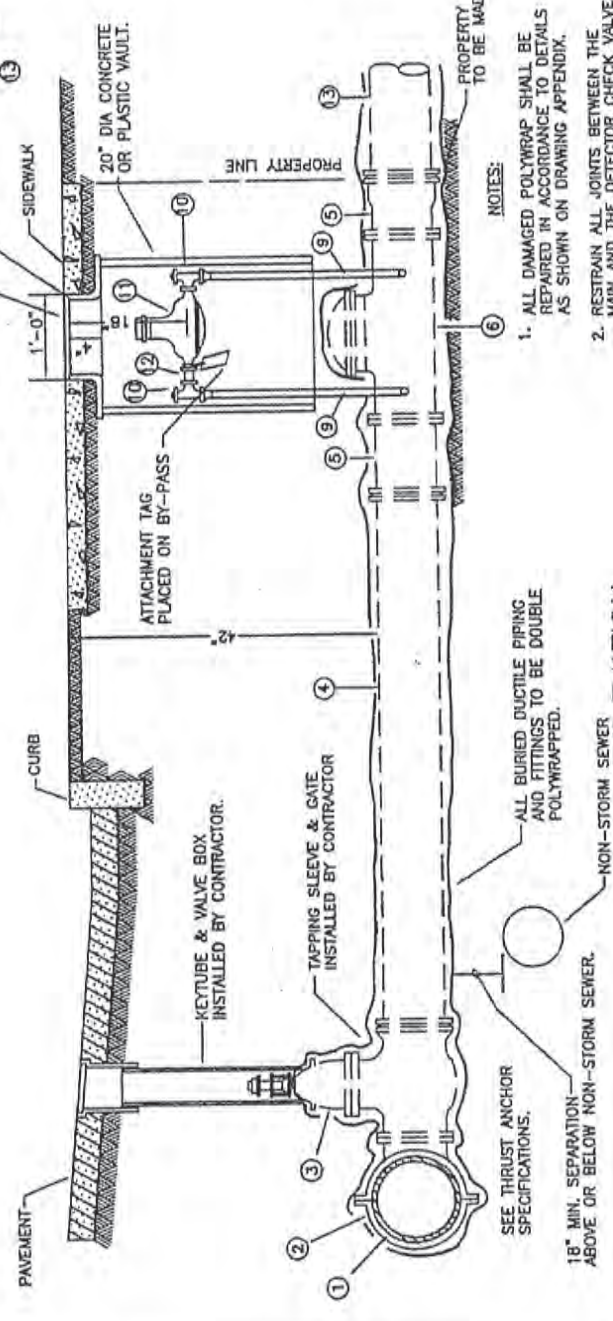 PAVEMENT
CURB
SIDEWALK
13
1'-0"
18"
4"
20" DIA CONCRETE
OR PLASTIC VAULT.
10
11
12
10
PROPERTY LINE
ATTACHMENT TAG
PLACED ON BY-PASS
KEYTUBE & VALVE BOX
INSTALLED BY CONTRACTOR.
42"
TAPPING SLEEVE & GATE
INSTALLED BY CONTRACTOR
9
9
5
5
13
4
3
2
1
6
SEE THRUST ANCHOR
SPECIFICATIONS.
18" MIN. SEPARATION
ABOVE OR BELOW NON-STORM SEWER.
ALL BURIED DUCTILE PIPING
AND FITTINGS TO BE DOUBLE
POLYWRAPPED.
NON-STORM SEWER
PROPERTY
TO BE MAD
NOTES:
1. ALL DAMAGED POLYWRAP SHALL BE
REPAIRED IN ACCORDANCE TO DETAILS
AS SHOWN ON DRAWING APPENDIX.
2. RESTRAIN ALL JOINTS BETWEEN THE
MAIN AND THE DETECTOR CHECK VALVE